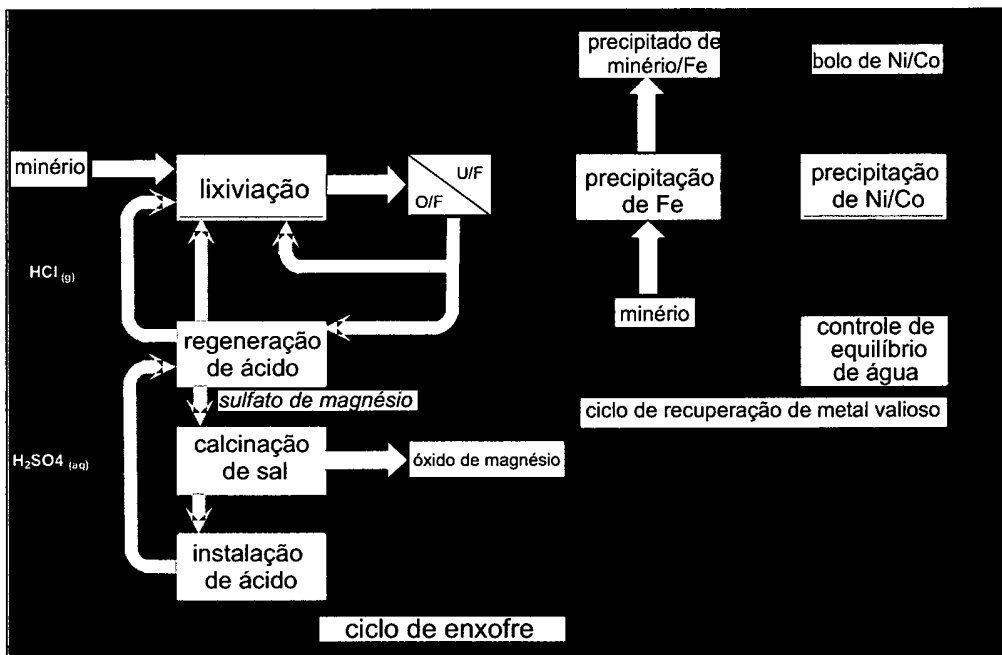 precipitado de
minério/Fe
bolo de Ni/Co
minério
lixiviação
U/F
O/F
precipitação
de Fe
precipitação
de Ni/Co
HCl (g)
minério
regeneração
de ácido
controle de
equilíbrio
de água
sulfato de magnésio
ciclo de recuperação de metal valioso
calcinação
de sal
óxido de magnésio
H₂SO4 (aq)
instalação
de ácido
ciclo de enxofre